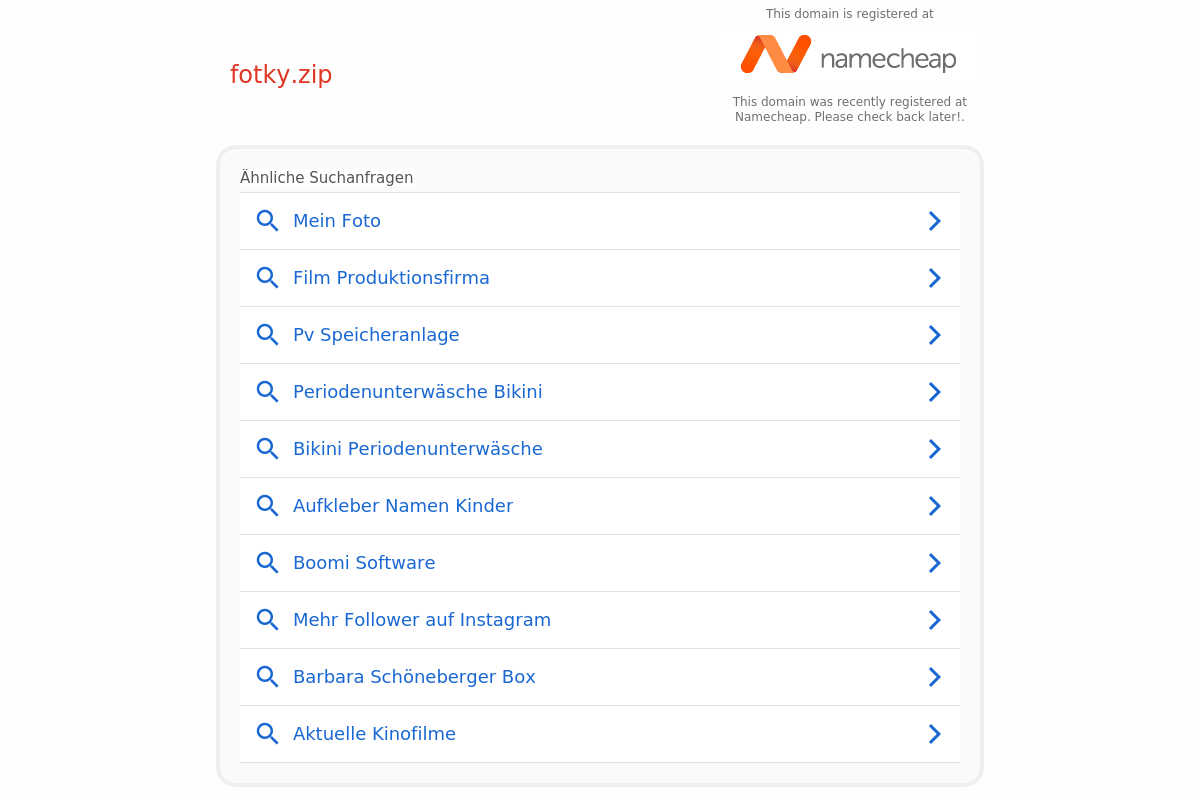 This domain is registered at
fotky.zip
namecheap
This domain was recently registered at
Namecheap. Please check back later!.
Ähnliche Suchanfragen
Mein Foto
Film Produktionsfirma
Pv Speicheranlage
Periodenunterwäsche Bikini
Bikini Periodenunterwäsche
Aufkleber Namen Kinder
Boomi Software
Mehr Follower auf Instagram
Barbara Schöneberger Box
Aktuelle Kinofilme